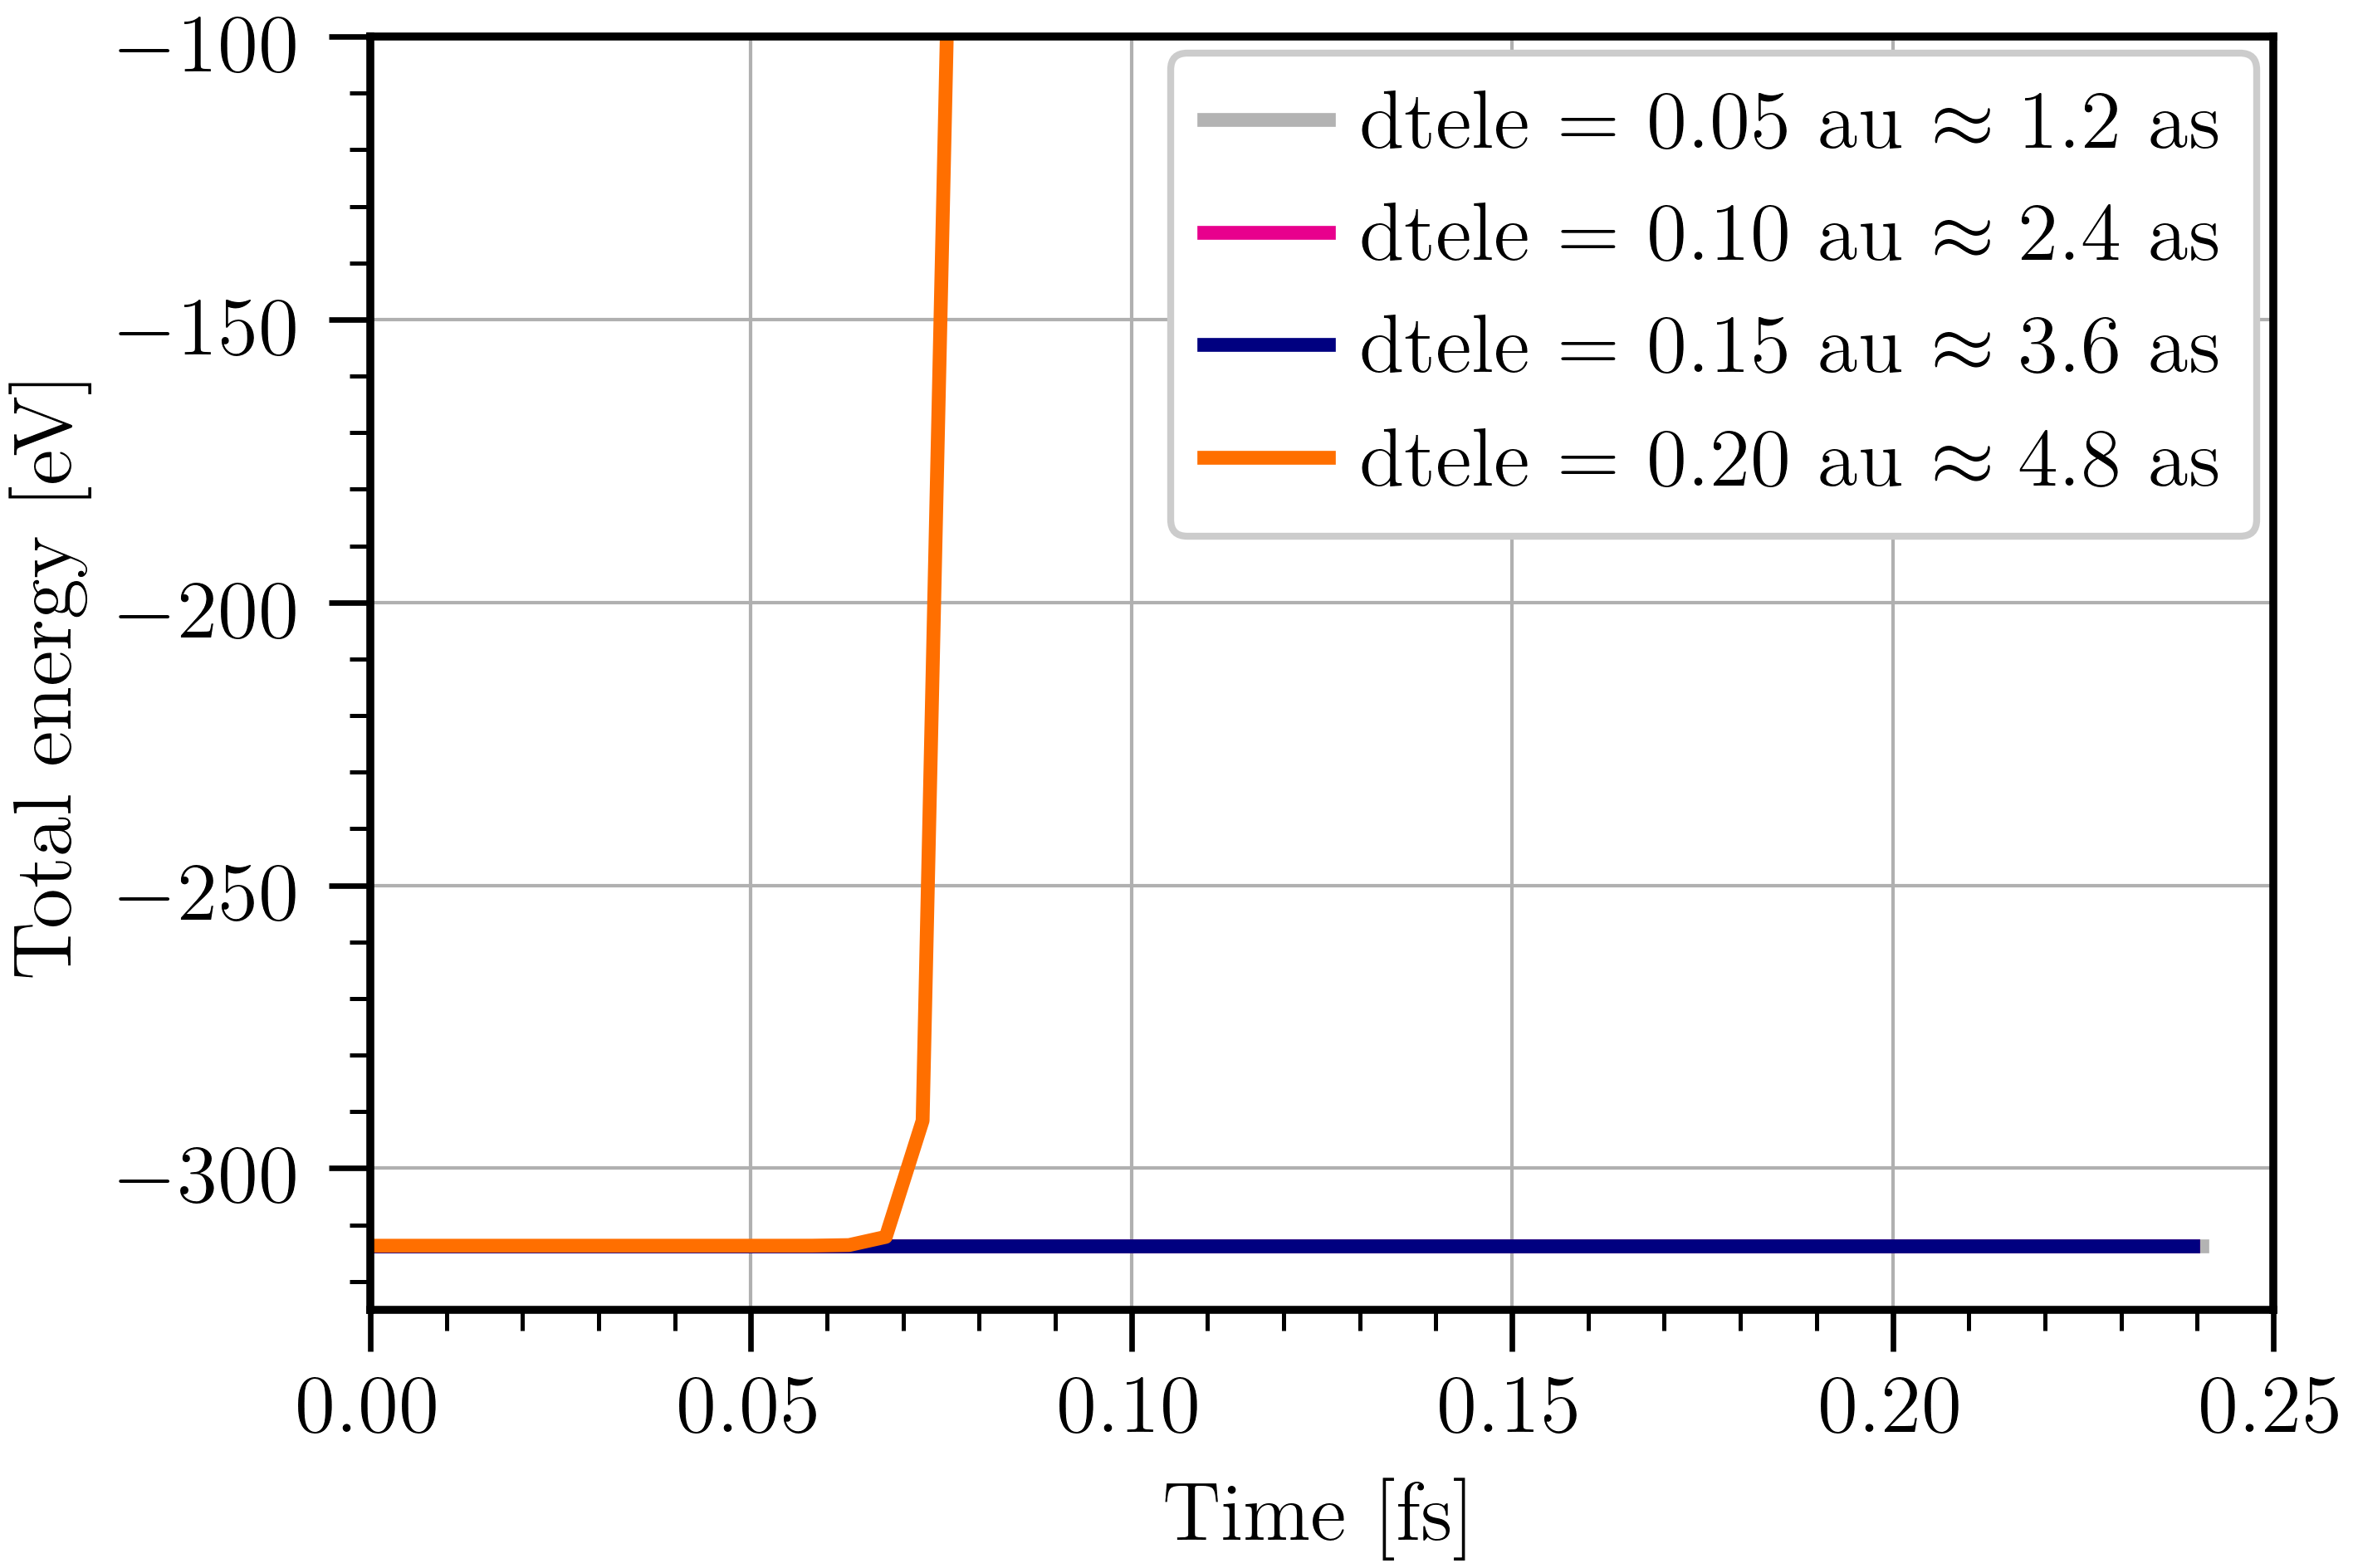 Total energy [eV]
−100
−150
−200
−250
−300
dtele = 0.05 au ≈ 1.2 as
dtele = 0.10 au ≈ 2.4 as
dtele = 0.15 au ≈ 3.6 as
dtele = 0.20 au ≈ 4.8 as
0.00 0.05 0.10 0.15 0.20 0.25
Time [fs]